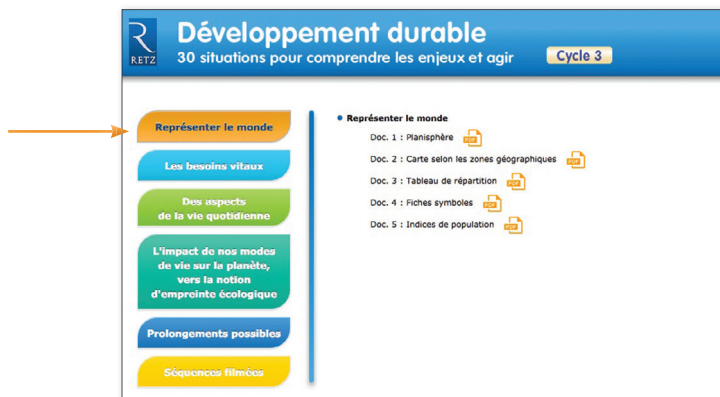 RETZ
Développement durable
30 situations pour comprendre les enjeux et agir
Cycle 3
Représenter le monde
Les besoins vitaux
Des aspects
de la vie quotidienne
L'impact de nos modes
de vie sur la planète,
vers la notion
d'empreinte écologique
Prolongements possibles
Séquences filmées
• Représenter le monde
Doc. 1 : Planisphère PDF
Doc. 2 : Carte selon les zones géographiques PDF
Doc. 3 : Tableau de répartition PDF
Doc. 4 : Fiches symboles PDF
Doc. 5 : Indices de population PDF